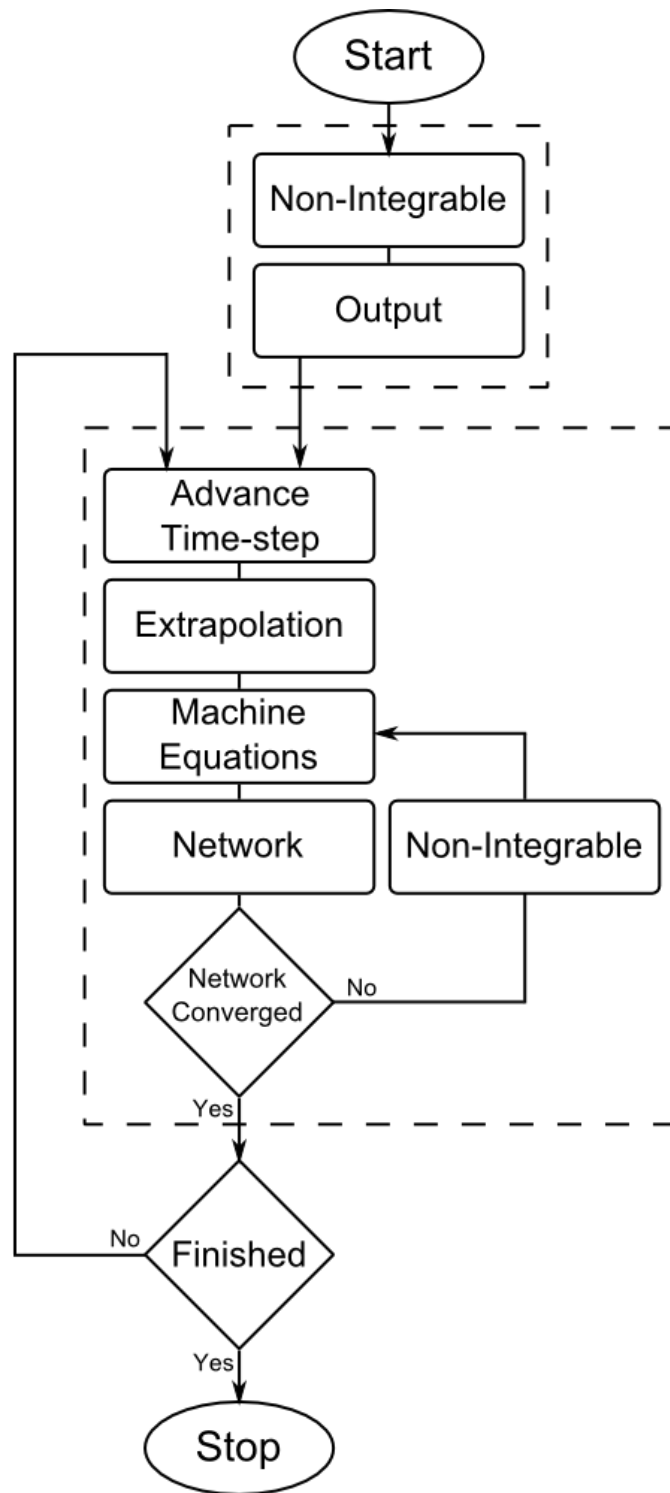 Start
Non-Integrable
Output
Advance
Time-step
Extrapolation
Machine
Equations
Network
Non-Integrable
Network
Converged
No
Yes
No
Finished
Yes
Stop